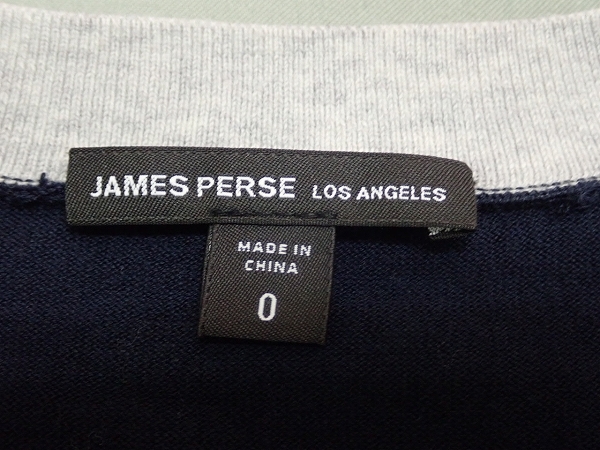 JAMES PERSE LOS ANGELES
MADE IN
CHINA
0